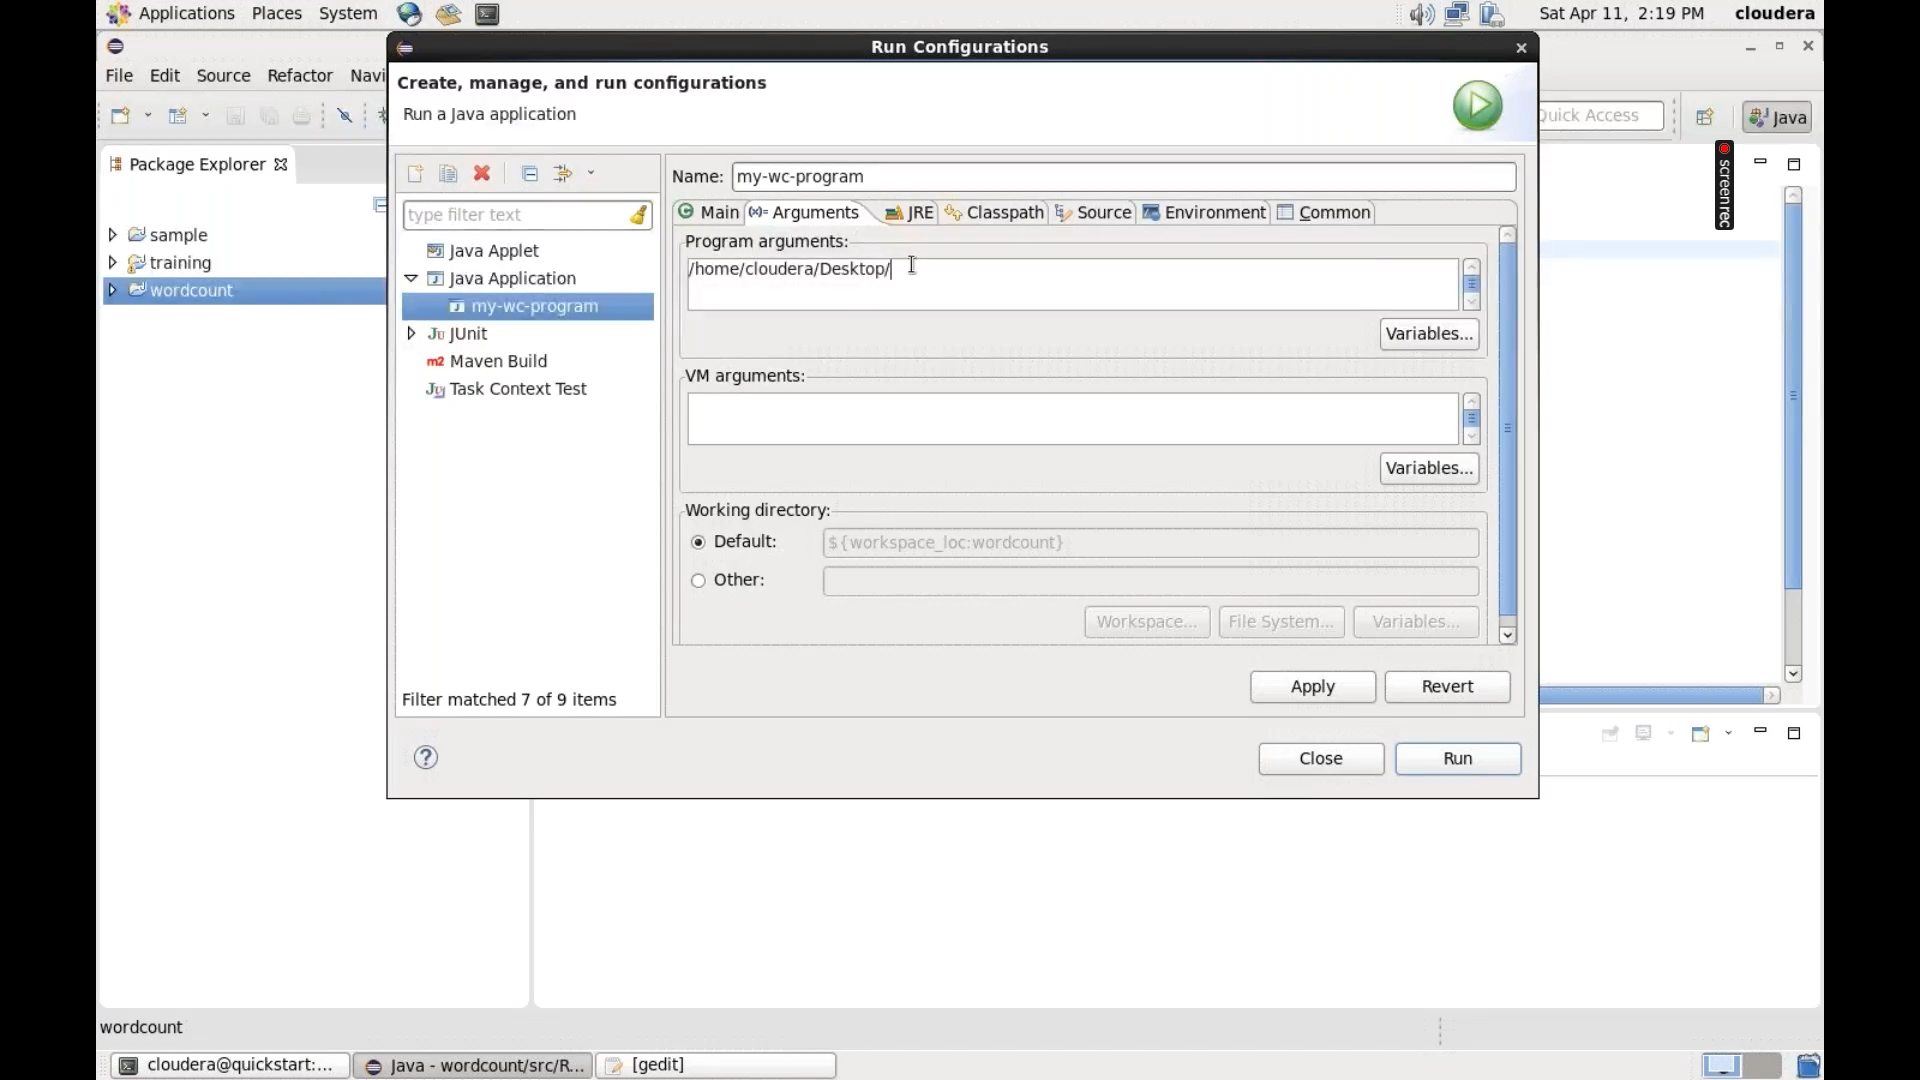 Applications Places System
Sat Apr 11, 2:19 PM cloudera
Run Configurations
File Edit Source Refactor Navi
Create, manage, and run configurations
Run a Java application
Quick Access
Java
Package Explorer
sample
training
wordcount
type filter text
Java Applet
Java Application
my-wc-program
Ju JUnit
m2 Maven Build
Ju Task Context Test
Filter matched 7 of 9 items
Name: my-wc-program
Main (x)= Arguments JRE Classpath Source Environment Common
Program arguments:
/home/cloudera/Desktop/
Variables...
VM arguments:
Variables...
Working directory:
Default: ${workspace_loc:wordcount}
Other:
Workspace... File System... Variables...
Apply Revert
? Close Run
screenrec
wordcount
cloudera@quickstart:... Java - wordcount/src/R... [gedit]